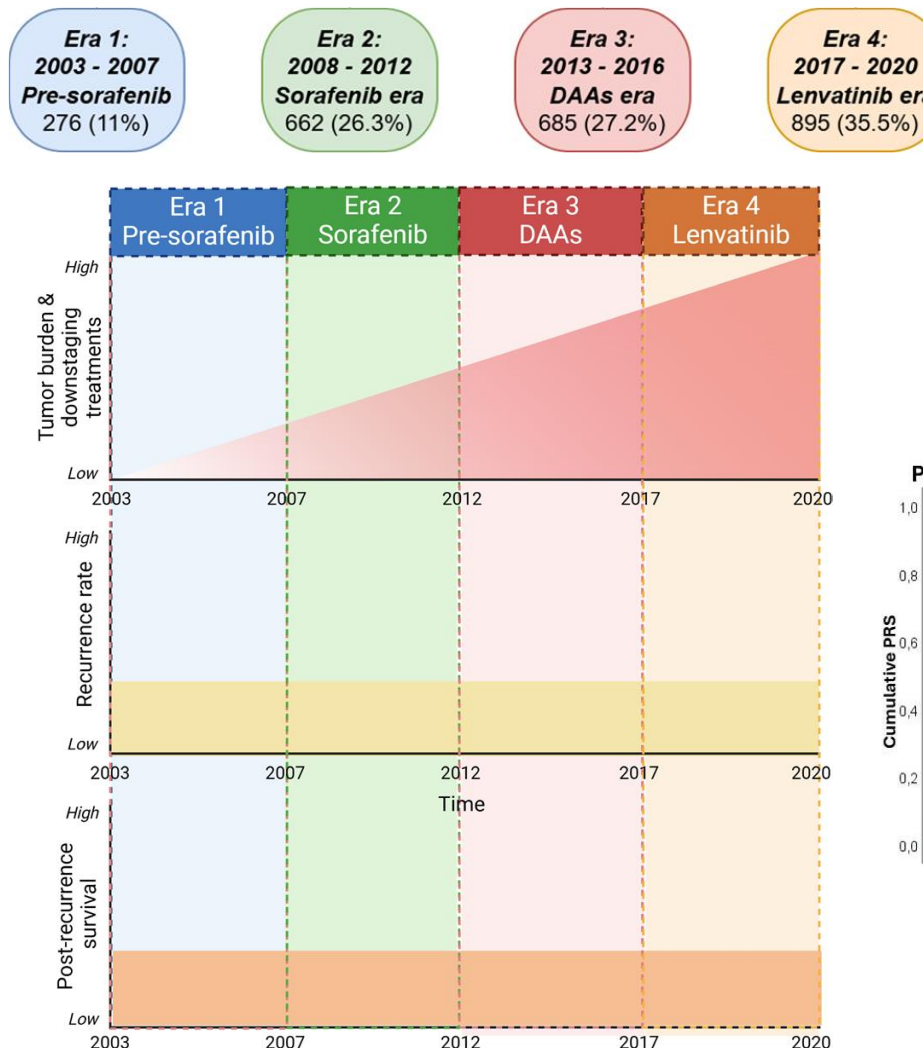 Era 1:
2003 - 2007
Pre-sorafenib
276 (11%)
Era 2:
2008 - 2012
Sorafenib era
662 (26.3%)
Era 3:
2013 - 2016
DAAs era
685 (27.2%)
Era 4:
2017 - 2020
Lenvatinib era
895 (35.5%)
Era 1
Pre-sorafenib
Era 2
Sorafenib
Era 3
DAAs
Era 4
Lenvatinib
High
Tumor burden &
downstaging
treatments
Low
2003 2007 2012 2017 2020
High
Recurrence rate
Low
2003 2007 2012 2017 2020
Time
High
Post-recurrence
survival
Low
2003 2007 2012 2017 2020
P
1,0
0,8
0,6
0,4
0,2
0,0
Cumulative PRS